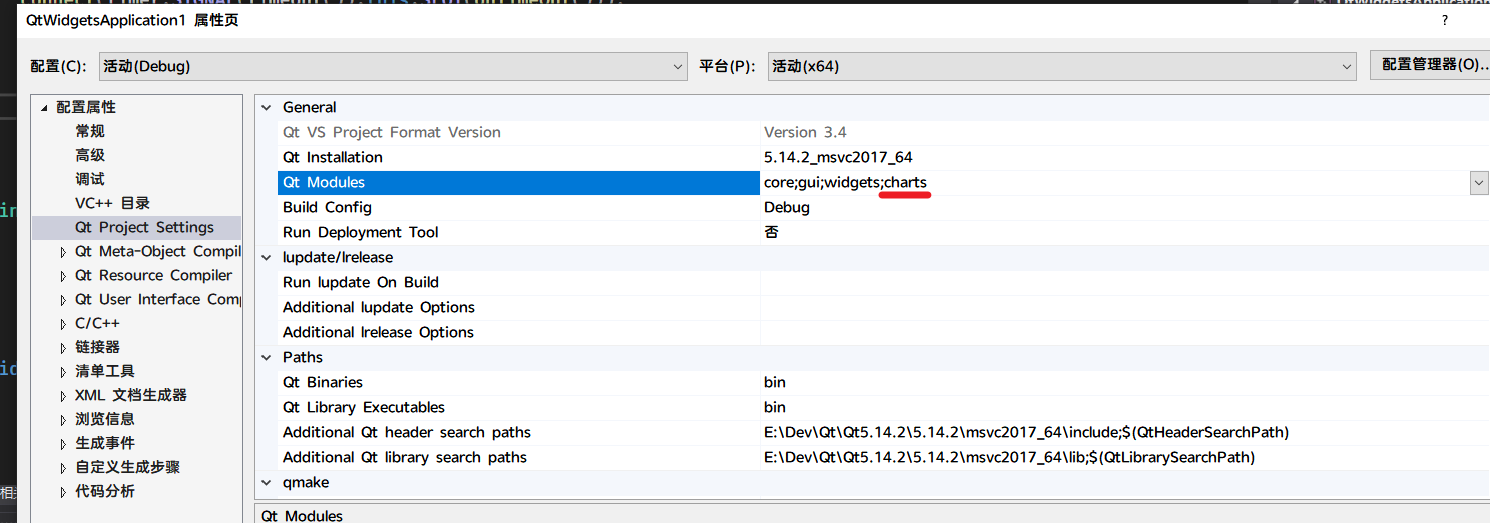 QtWidgetsApplication1 属性页
?
配置(C):
活动(Debug)
平台(P):
活动(x64)
配置管理器(O)...
配置属性
常规
高级
调试
VC++ 目录
Qt Project Settings
Qt Meta-Object Compil
Qt Resource Compiler
Qt User Interface Comp
C/C++
链接器
清单工具
XML 文档生成器
浏览信息
生成事件
自定义生成步骤
代码分析
General
Qt VS Project Format Version Version 3.4
Qt Installation 5.14.2_msvc2017_64
Qt Modules core;gui;widgets;charts
Build Config Debug
Run Deployment Tool 否
lupdate/lrelease
Run lupdate On Build
Additional lupdate Options
Additional lrelease Options
Paths
Qt Binaries bin
Qt Library Executables bin
Additional Qt header search paths E:\Dev\Qt\Qt5.14.2\5.14.2\msvc2017_64\include;$(QtHeaderSearchPath)
Additional Qt library search paths E:\Dev\Qt\Qt5.14.2\5.14.2\msvc2017_64\lib;$(QtLibrarySearchPath)
qmake
Qt Modules